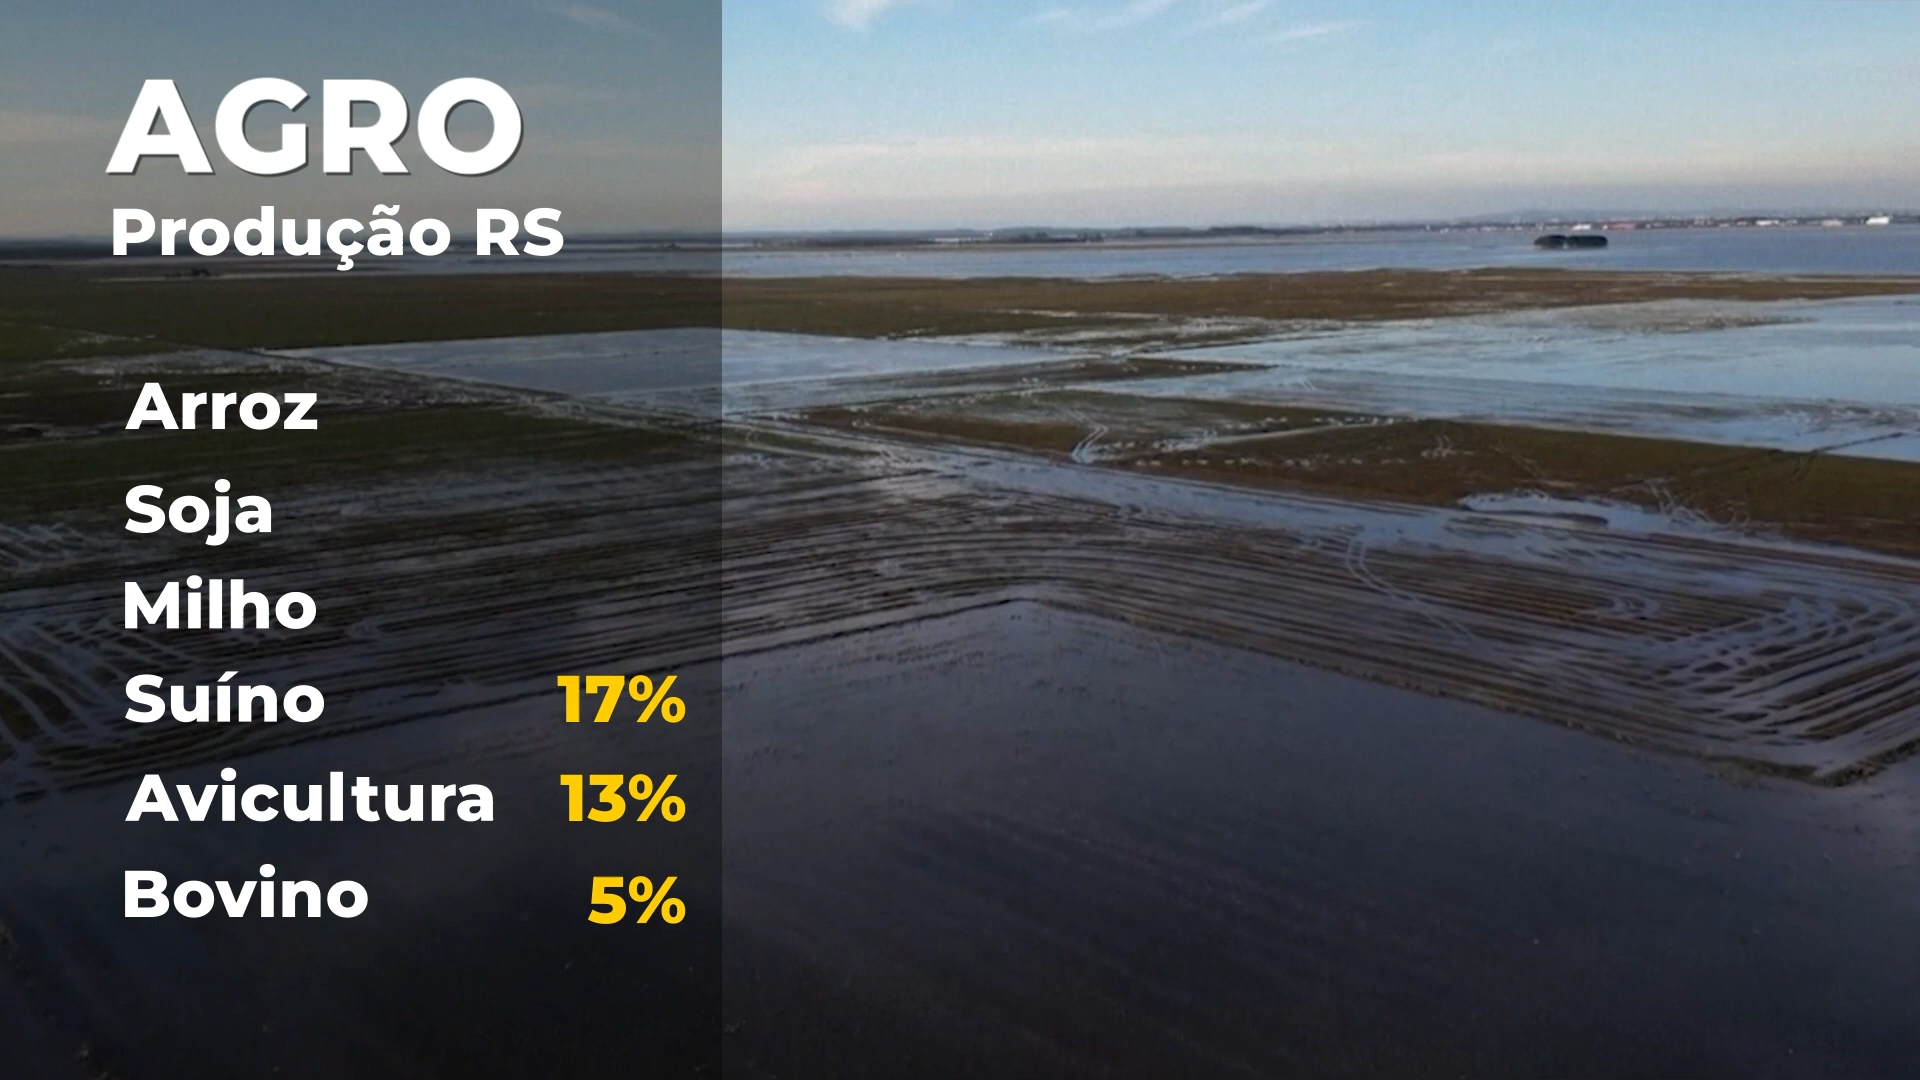 AGRO
Produção RS
Arroz
Soja
Milho
Suíno 17%
Avicultura 13%
Bovino 5%